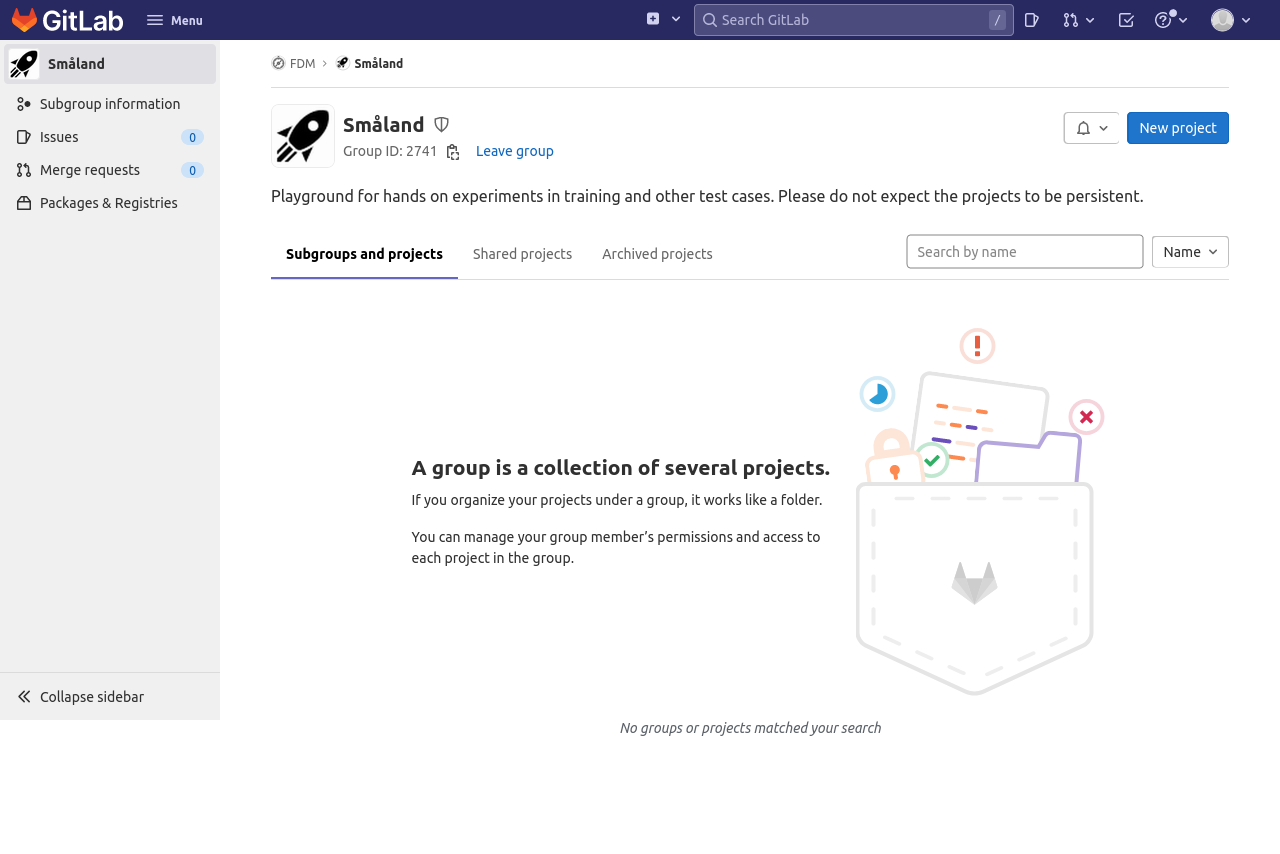 GitLab
Menu
Search GitLab
/
Småland
Subgroup information
Issues 0
Merge requests 0
Packages & Registries
Collapse sidebar
FDM
Småland
Småland
Group ID: 2741
Leave group
New project
Playground for hands on experiments in training and other test cases. Please do not expect the projects to be persistent.
Subgroups and projects
Shared projects
Archived projects
Search by name
Name
A group is a collection of several projects.
If you organize your projects under a group, it works like a folder.
You can manage your group member’s permissions and access to
each project in the group.
No groups or projects matched your search